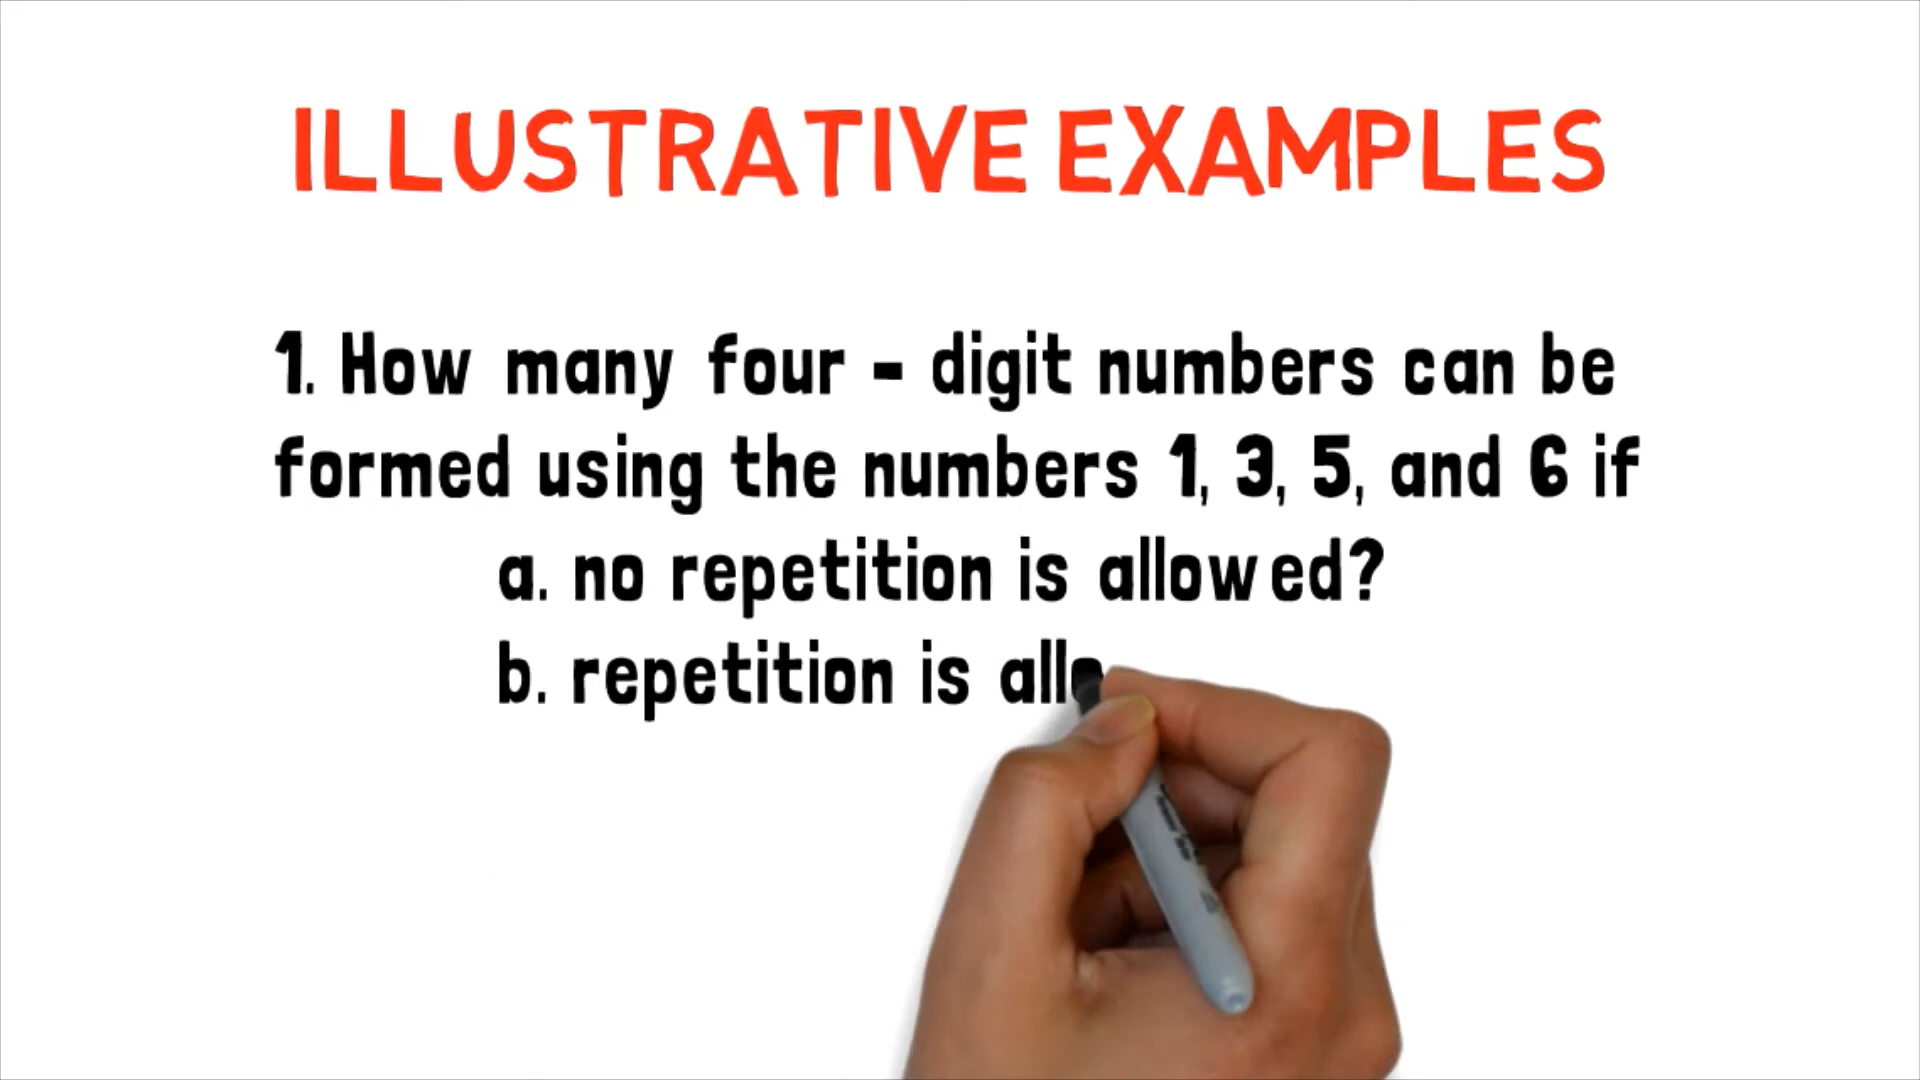 ILLUSTRATIVE EXAMPLES
1. How many four - digit numbers can be
formed using the numbers 1, 3, 5, and 6 if
a. no repetition is allowed?
b. repetition is allo